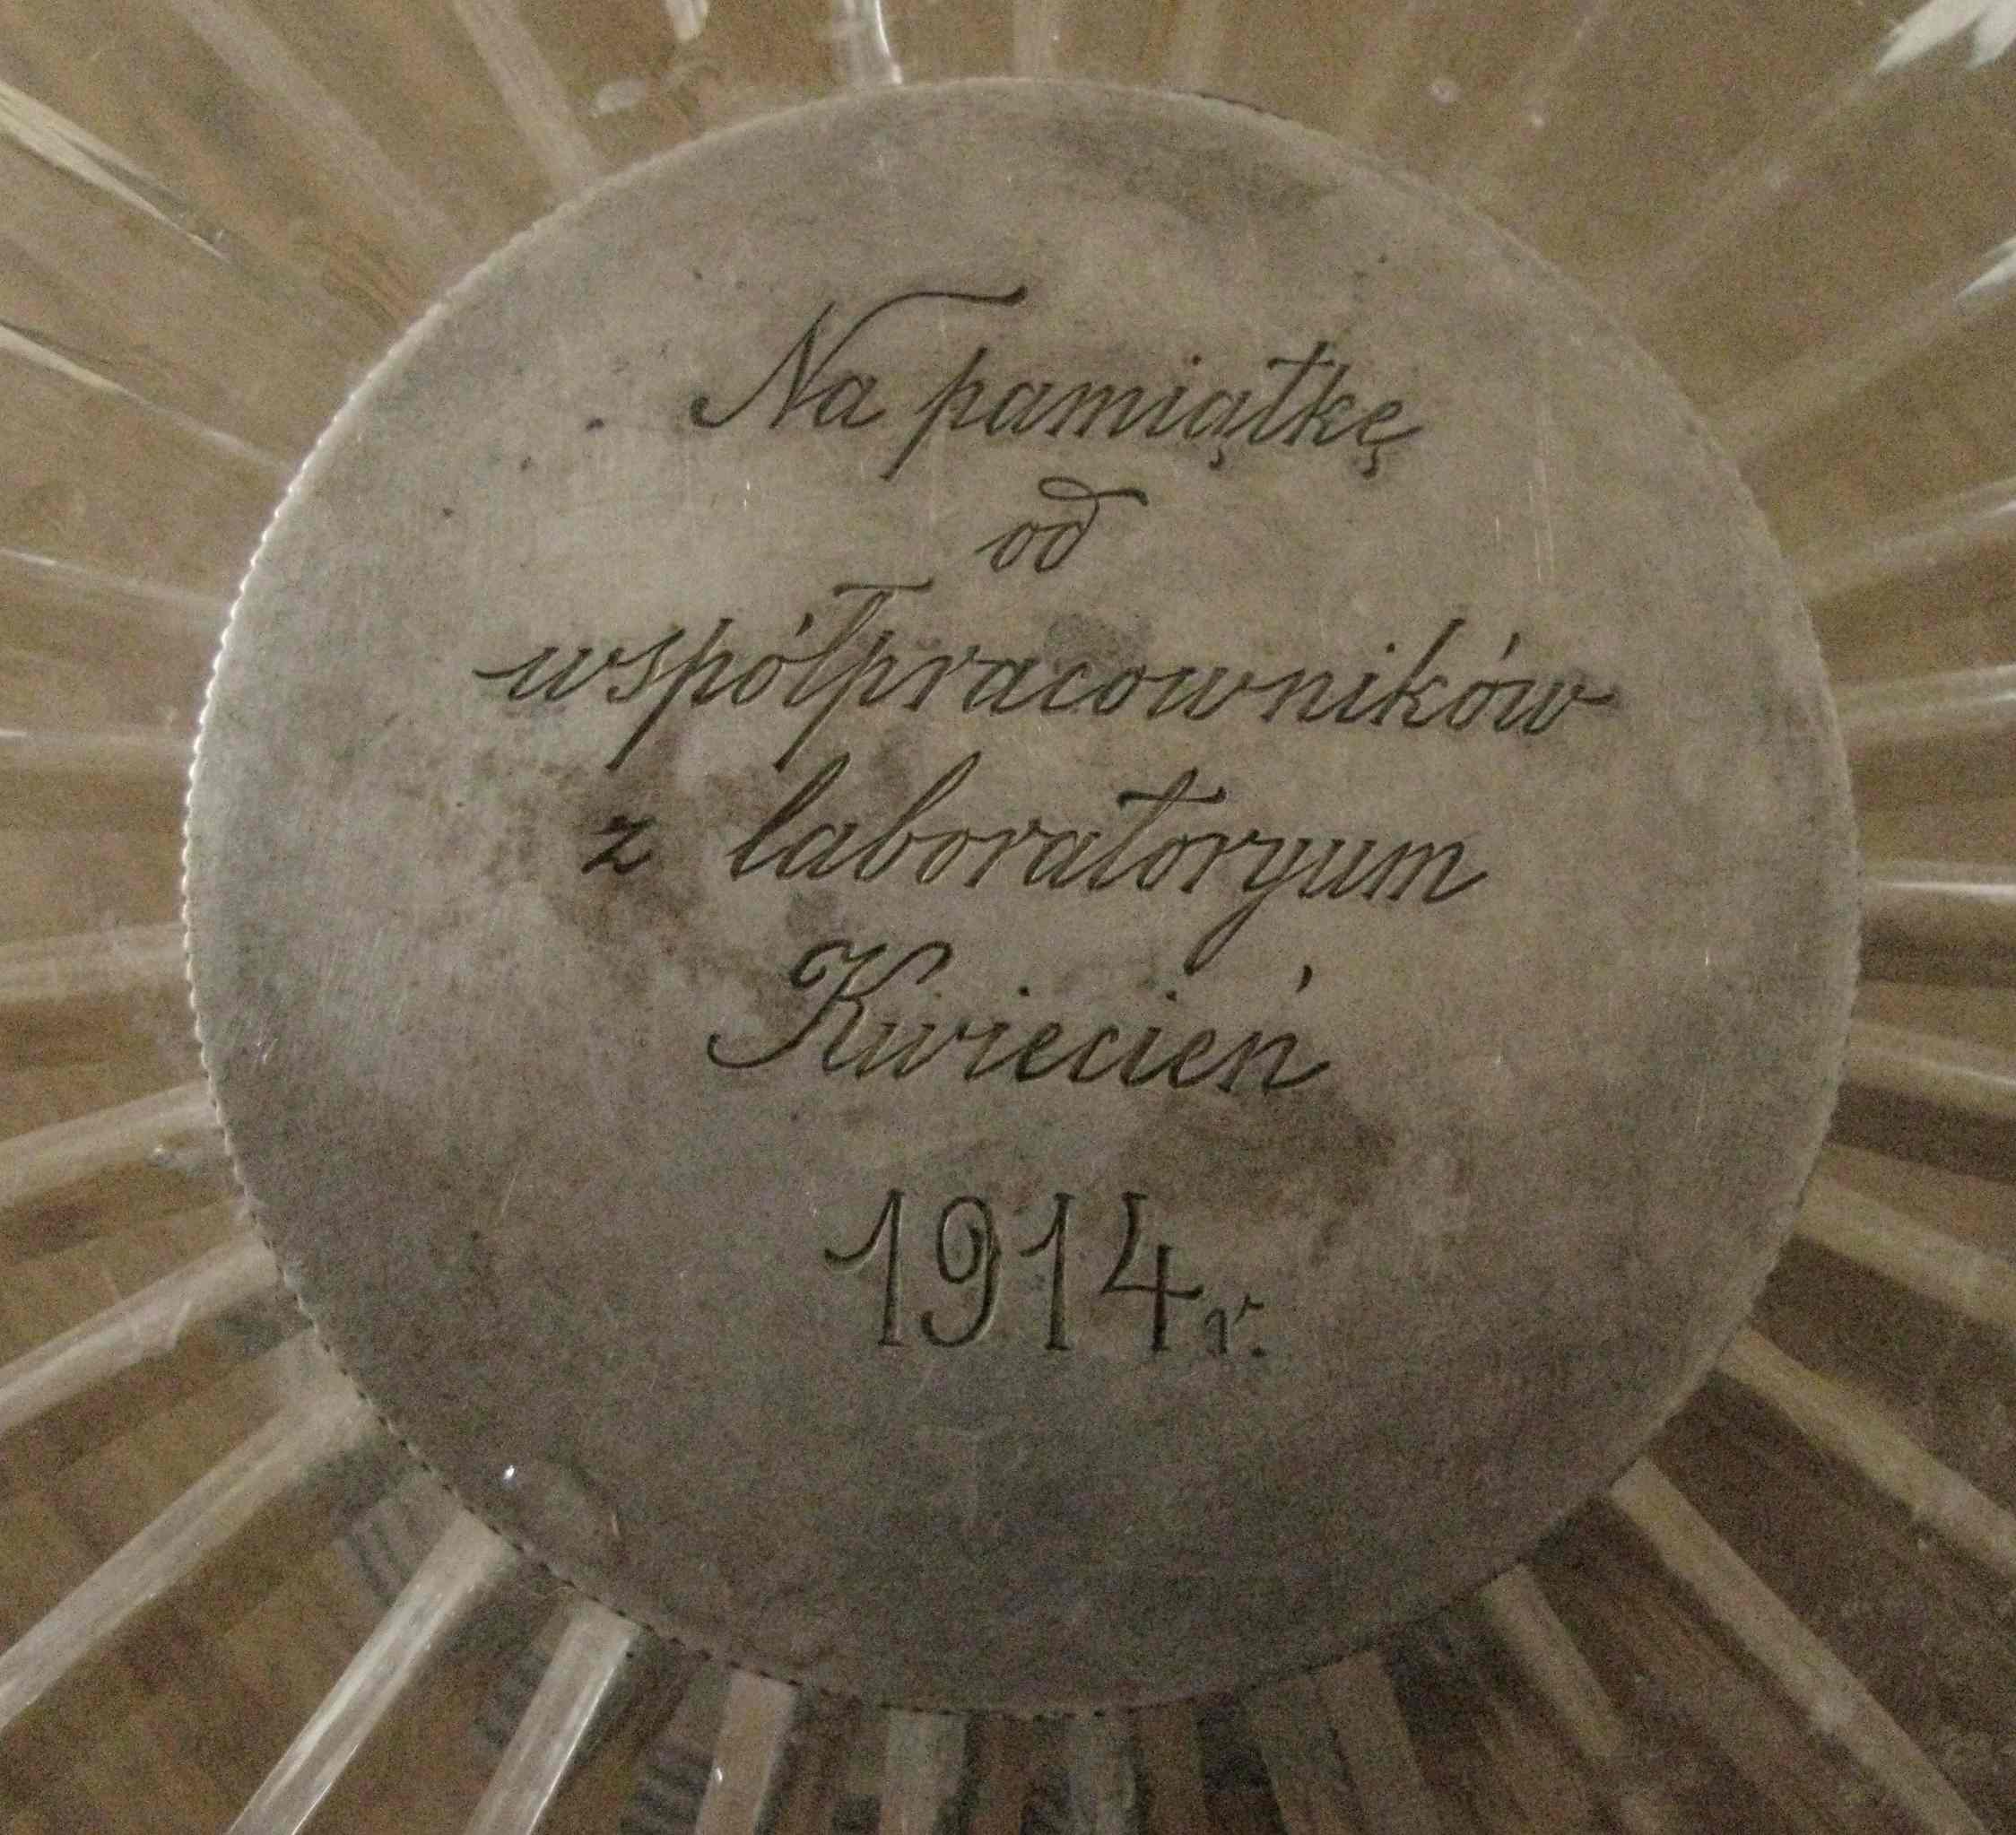 Na pamiątkę
od
współpracowników
z laboratoryum
Kwiecień
1914 r.